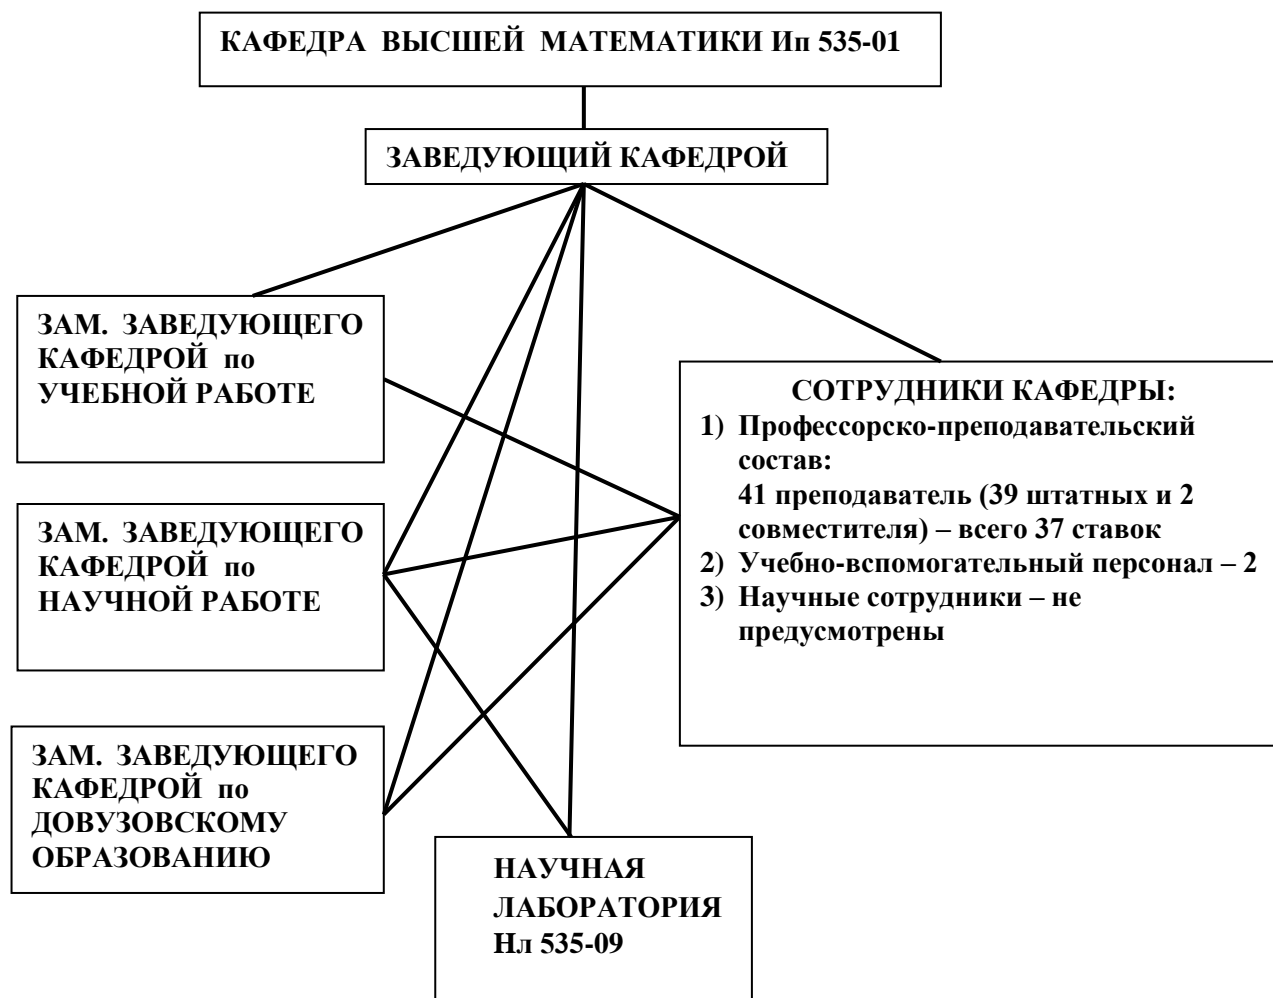 КАФЕДРА ВЫСШЕЙ МАТЕМАТИКИ Ип 535-01
ЗАВЕДУЮЩИЙ КАФЕДРОЙ
ЗАМ. ЗАВЕДУЮЩЕГО
КАФЕДРОЙ по
УЧЕБНОЙ РАБОТЕ
ЗАМ. ЗАВЕДУЮЩЕГО
КАФЕДРОЙ по
НАУЧНОЙ РАБОТЕ
ЗАМ. ЗАВЕДУЮЩЕГО
КАФЕДРОЙ по
ДОВУЗОВСКОМУ
ОБРАЗОВАНИЮ
СОТРУДНИКИ КАФЕДРЫ:
1) Профессорско-преподавательский
состав:
41 преподаватель (39 штатных и 2
совместителя) – всего 37 ставок
2) Учебно-вспомогательный персонал – 2
3) Научные сотрудники – не
предусмотрены
НАУЧНАЯ
ЛАБОРАТОРИЯ
Нл 535-09